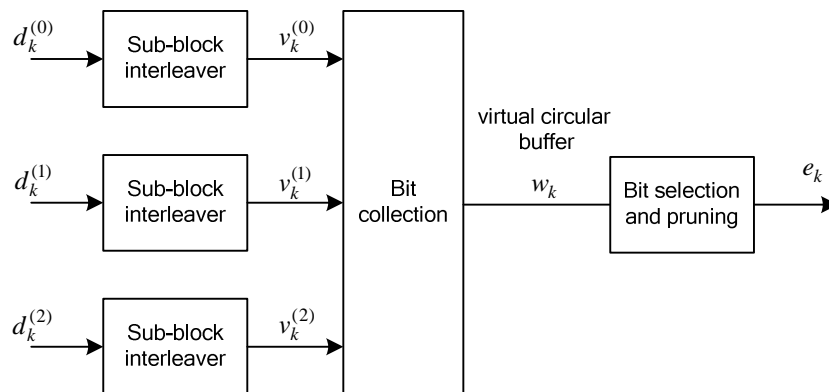 d_k^{(0)}
Sub-block
interleaver
v_k^{(0)}
d_k^{(1)}
Sub-block
interleaver
v_k^{(1)}
d_k^{(2)}
Sub-block
interleaver
v_k^{(2)}
Bit
collection
virtual circular
buffer
w_k
Bit selection
and pruning
e_k